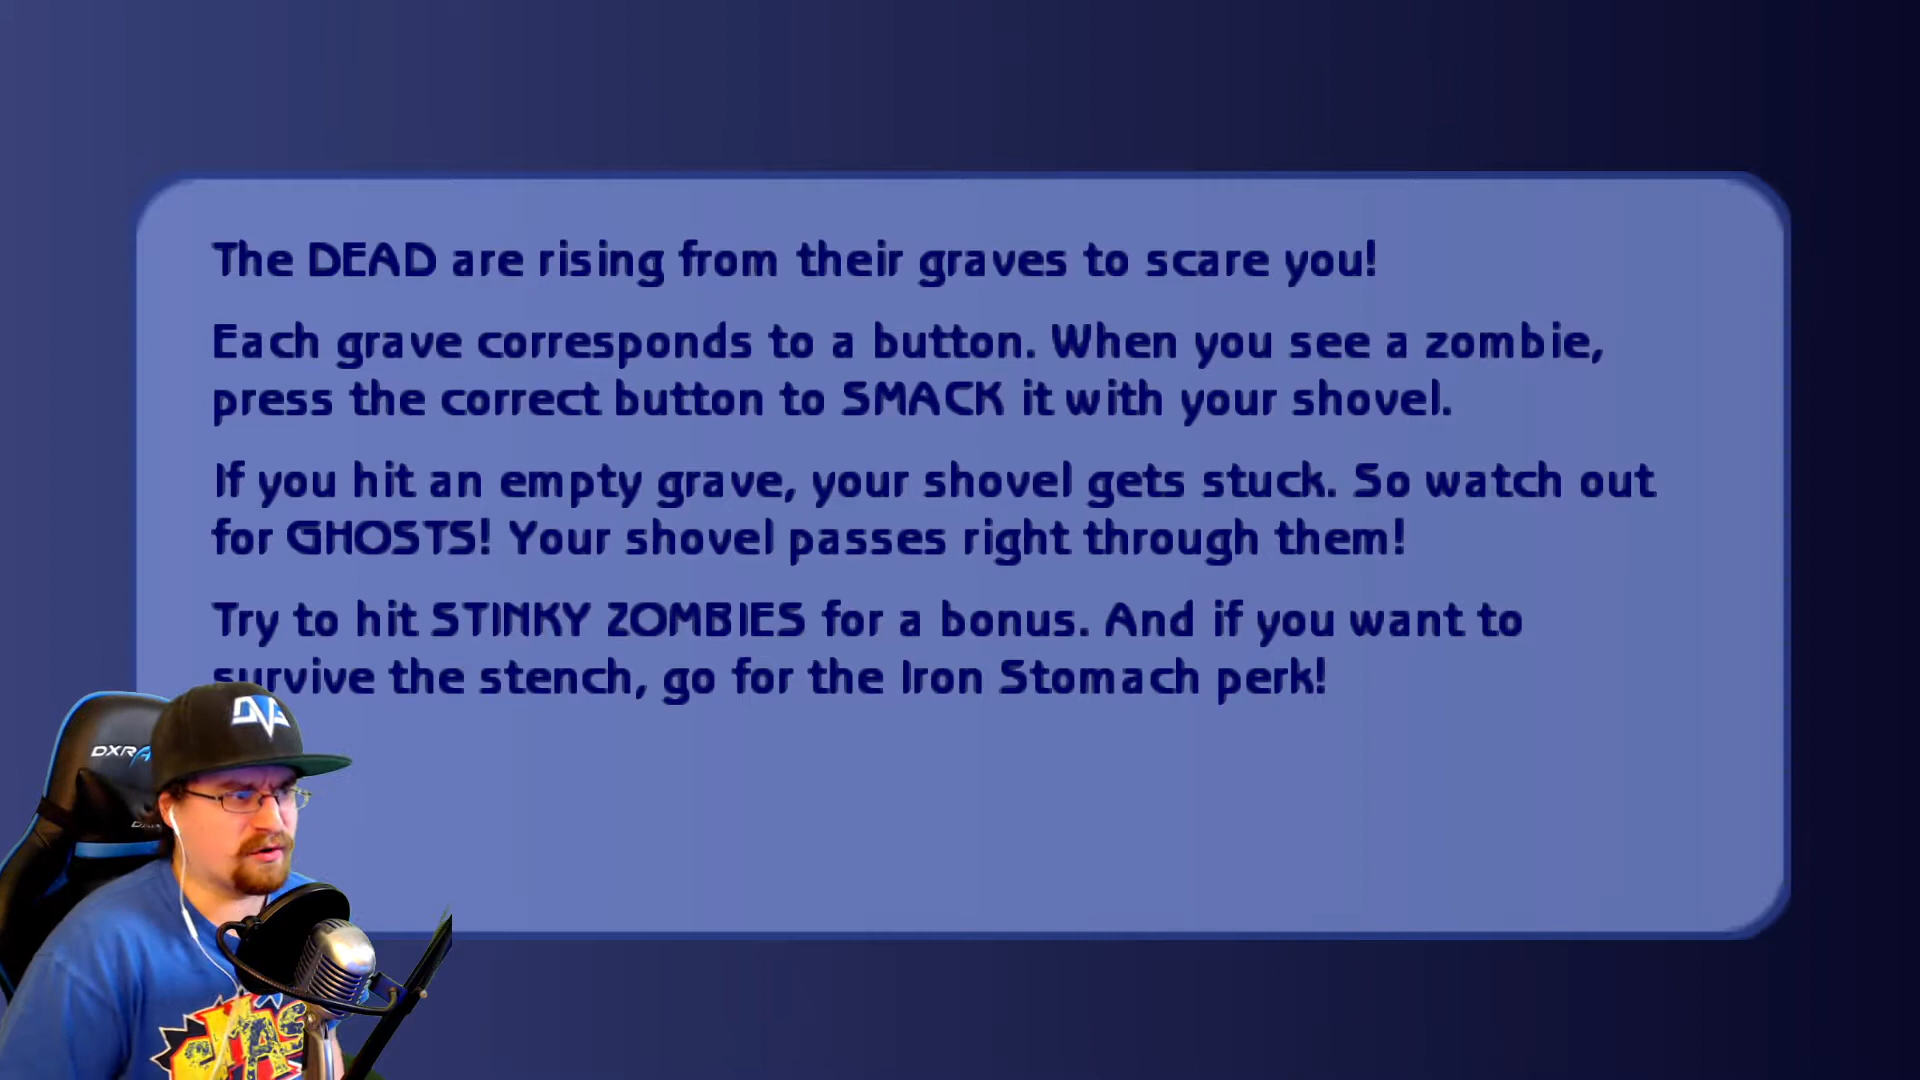 The DEAD are rising from their graves to scare you!
Each grave corresponds to a button. When you see a zombie,
press the correct button to SMACK it with your shovel.
If you hit an empty grave, your shovel gets stuck. So watch out
for GHOSTS! Your shovel passes right through them!
Try to hit STINKY ZOMBIES for a bonus. And if you want to
survive the stench, go for the Iron Stomach perk!
DVG
DXR